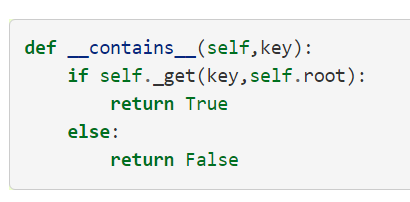 def __contains__(self,key):
    if self._get(key,self.root):
        return True
    else:
        return False